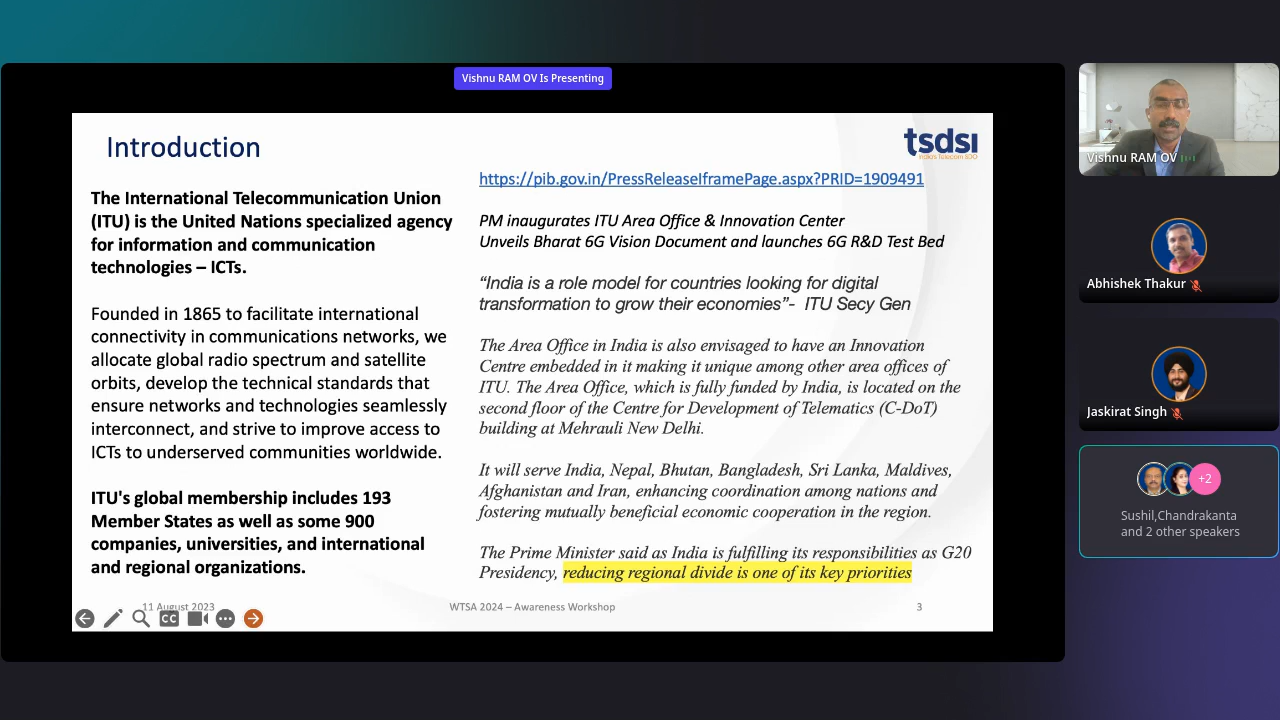 Vishnu RAM OV Is Presenting
Introduction
tsdsi
India's Telecom SDO
The International Telecommunication Union
(ITU) is the United Nations specialized agency
for information and communication
technologies – ICTs.
Founded in 1865 to facilitate international
connectivity in communications networks, we
allocate global radio spectrum and satellite
orbits, develop the technical standards that
ensure networks and technologies seamlessly
interconnect, and strive to improve access to
ICTs to underserved communities worldwide.
ITU's global membership includes 193
Member States as well as some 900
companies, universities, and international
and regional organizations.
https://pib.gov.in/PressReleaseIframePage.aspx?PRID=1909491
PM inaugurates ITU Area Office & Innovation Center
Unveils Bharat 6G Vision Document and launches 6G R&D Test Bed
“India is a role model for countries looking for digital
transformation to grow their economies”- ITU Secy Gen
The Area Office in India is also envisaged to have an Innovation
Centre embedded in it making it unique among other area offices of
ITU. The Area Office, which is fully funded by India, is located on the
second floor of the Centre for Development of Telematics (C-DoT)
building at Mehrauli New Delhi.
It will serve India, Nepal, Bhutan, Bangladesh, Sri Lanka, Maldives,
Afghanistan and Iran, enhancing coordination among nations and
fostering mutually beneficial economic cooperation in the region.
The Prime Minister said as India is fulfilling its responsibilities as G20
Presidency, reducing regional divide is one of its key priorities
11 August 2023
WTSA 2024 – Awareness Workshop
3
CC
Vishnu RAM OV
Abhishek Thakur
Jaskirat Singh
+2
Sushil,Chandrakanta
and 2 other speakers